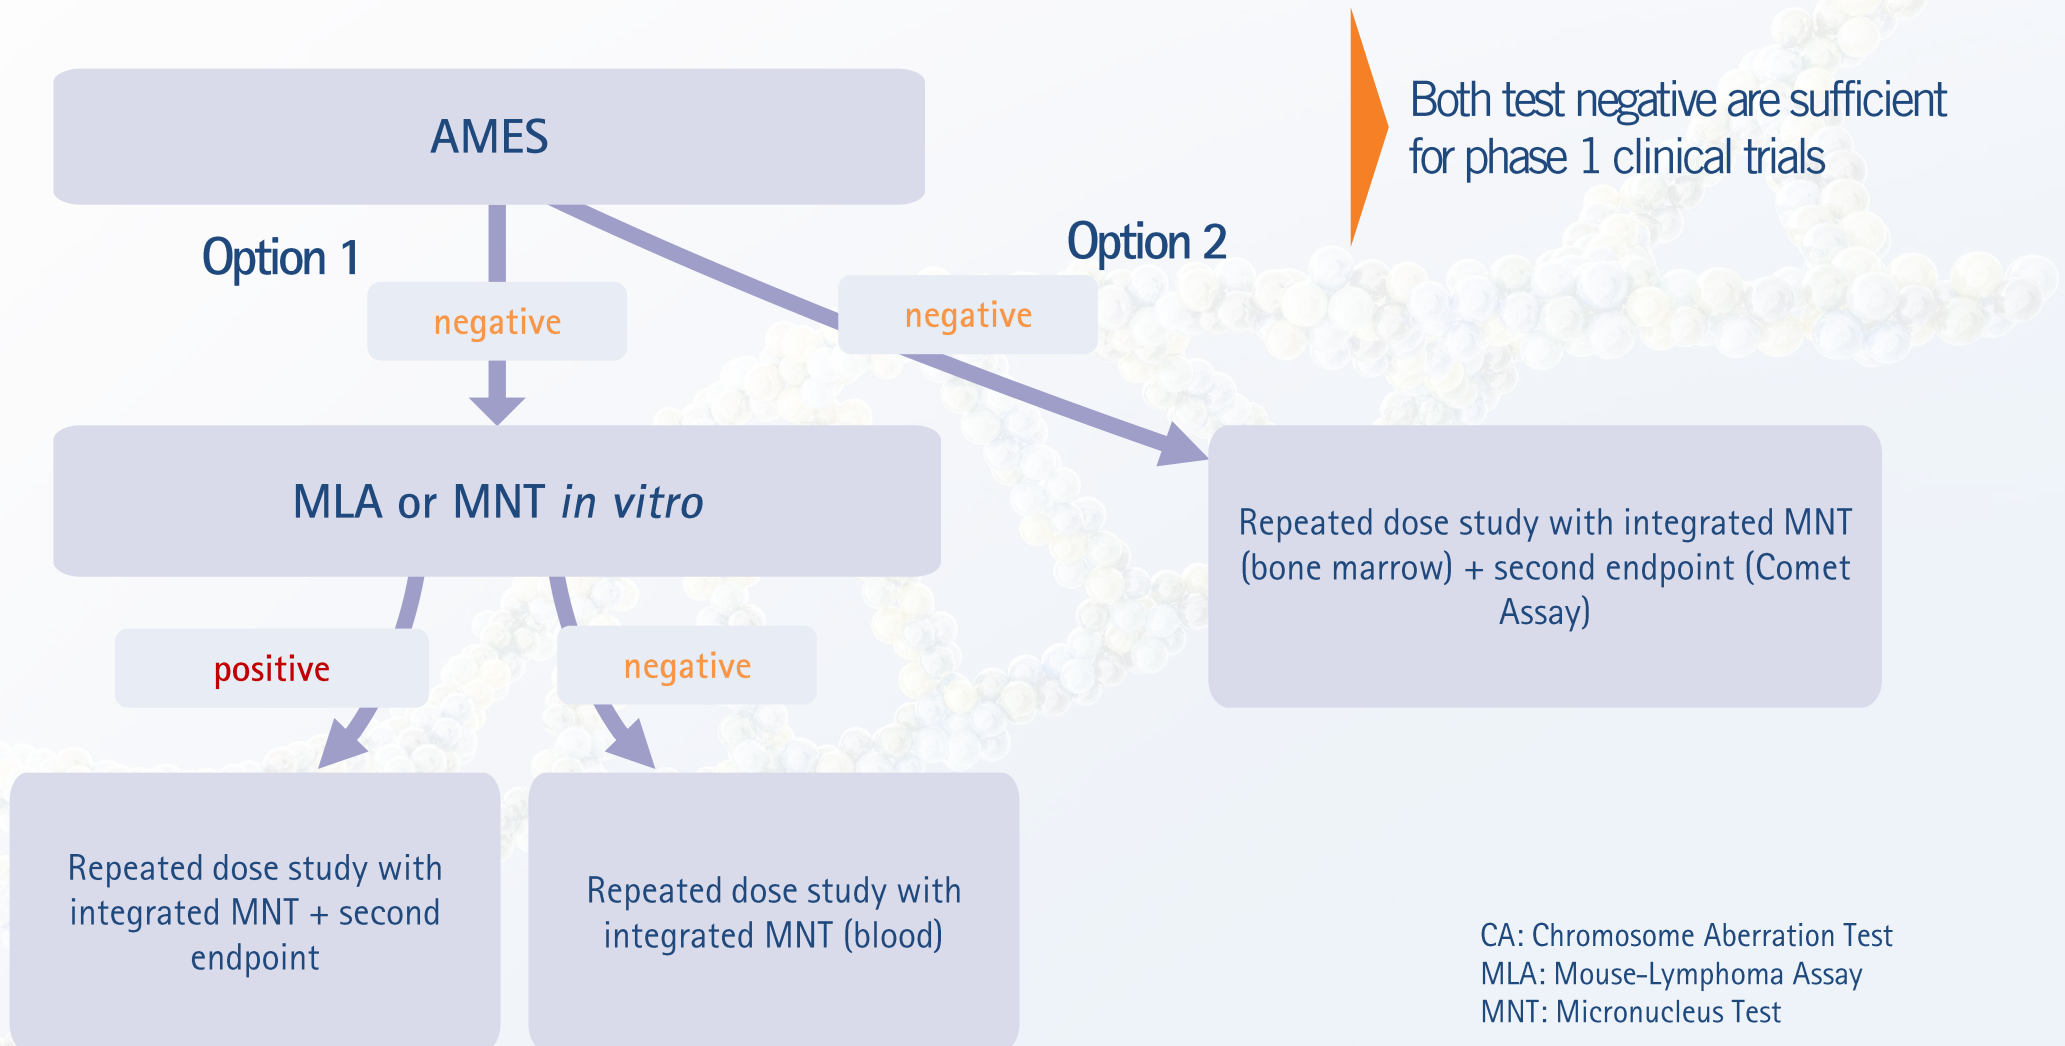 AMES
Both test negative are sufficient
for phase 1 clinical trials
Option 1
Option 2
negative
negative
MLA or MNT in vitro
Repeated dose study with integrated MNT
(bone marrow) + second endpoint (Comet
Assay)
positive
negative
Repeated dose study with
integrated MNT + second
endpoint
Repeated dose study with
integrated MNT (blood)
CA: Chromosome Aberration Test
MLA: Mouse-Lymphoma Assay
MNT: Micronucleus Test